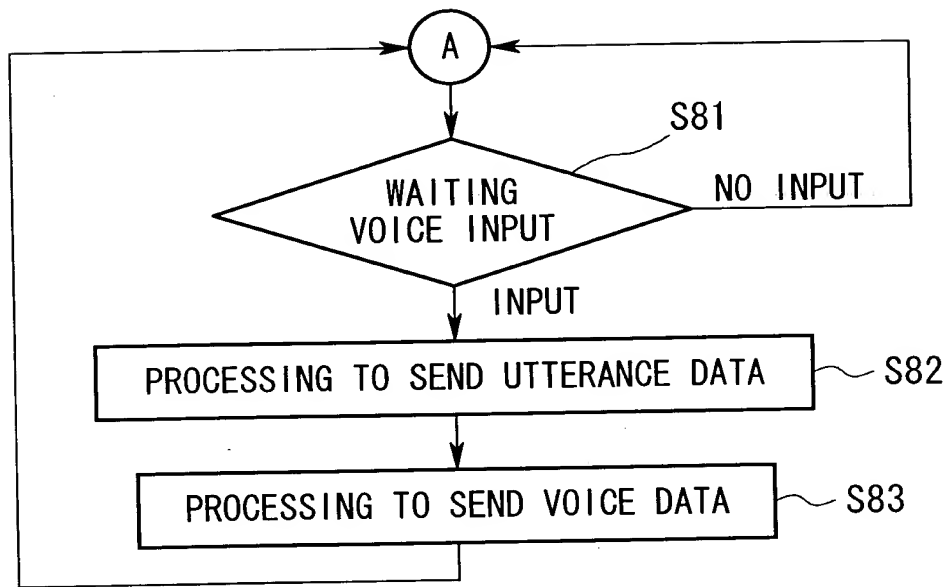 A
S81
WAITING
VOICE INPUT
NO INPUT
INPUT
PROCESSING TO SEND UTTERANCE DATA
S82
PROCESSING TO SEND VOICE DATA
S83